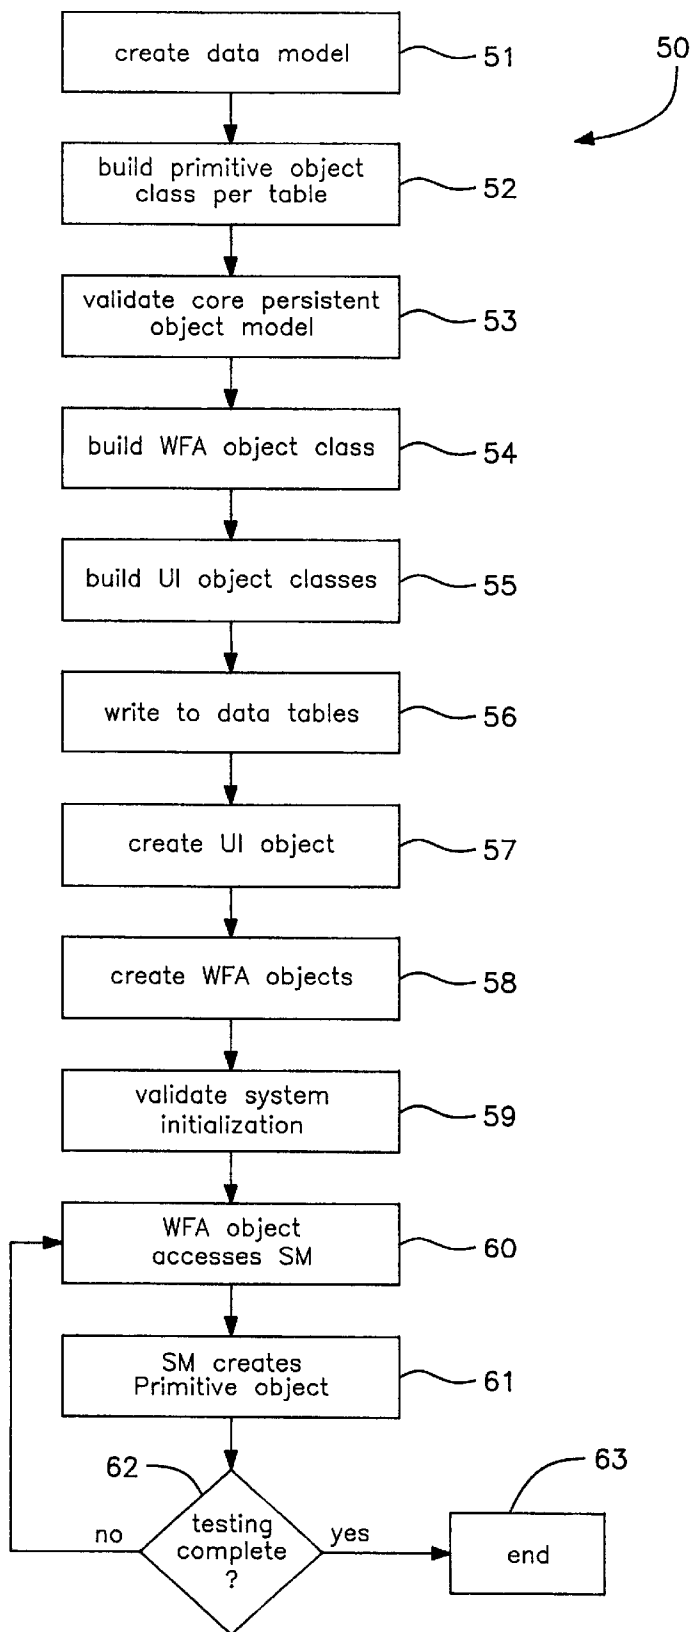 create data model
51
50
build primitive object
class per table
52
validate core persistent
object model
53
build WFA object class
54
build UI object classes
55
write to data tables
56
create UI object
57
create WFA objects
58
validate system
initialization
59
WFA object
accesses SM
60
SM creates
Primitive object
61
62
63
no
testing
complete
?
yes
end